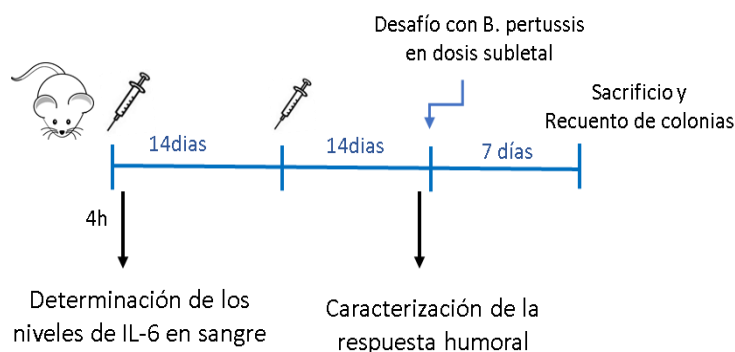 Desafío con B. pertussis
en dosis subletal
Sacrificio y
Recuento de colonias
14dias
14dias
7 días
4h
Determinación de los
niveles de IL-6 en sangre
Caracterización de la
respuesta humoral